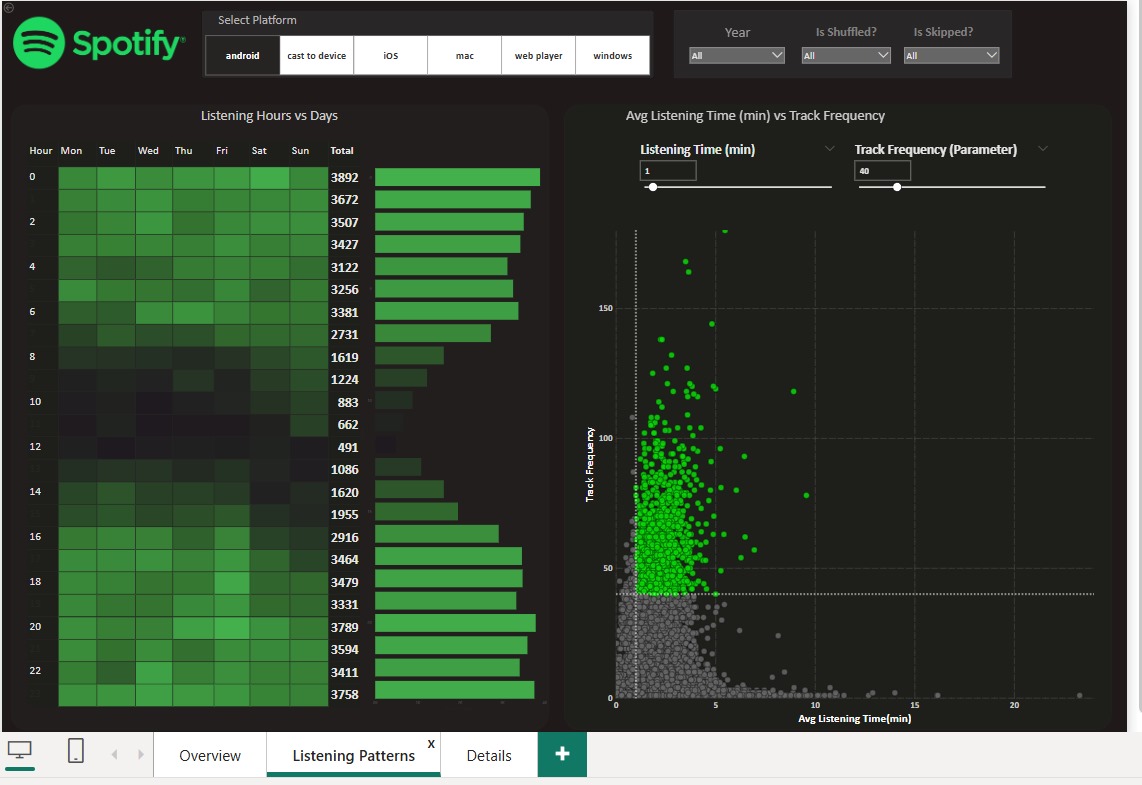 Select Platform
Spotify
android cast to device iOS mac web player windows
Year Is Shuffled? Is Skipped?
All All All
Listening Hours vs Days
Hour Mon Tue Wed Thu Fri Sat Sun Total
0 3892
3672
2 3507
3427
4 3122
3256
6 3381
2731
8 1619
1224
10 883
662
12 491
1086
14 1620
1955
16 2916
3464
18 3479
3331
20 3789
3594
22 3411
3758
Avg Listening Time (min) vs Track Frequency
Listening Time (min) Track Frequency (Parameter)
1 40
Track Frequency
150
100
50
0
0 5 10 15 20
Avg Listening Time(min)
Overview Listening Patterns x Details +